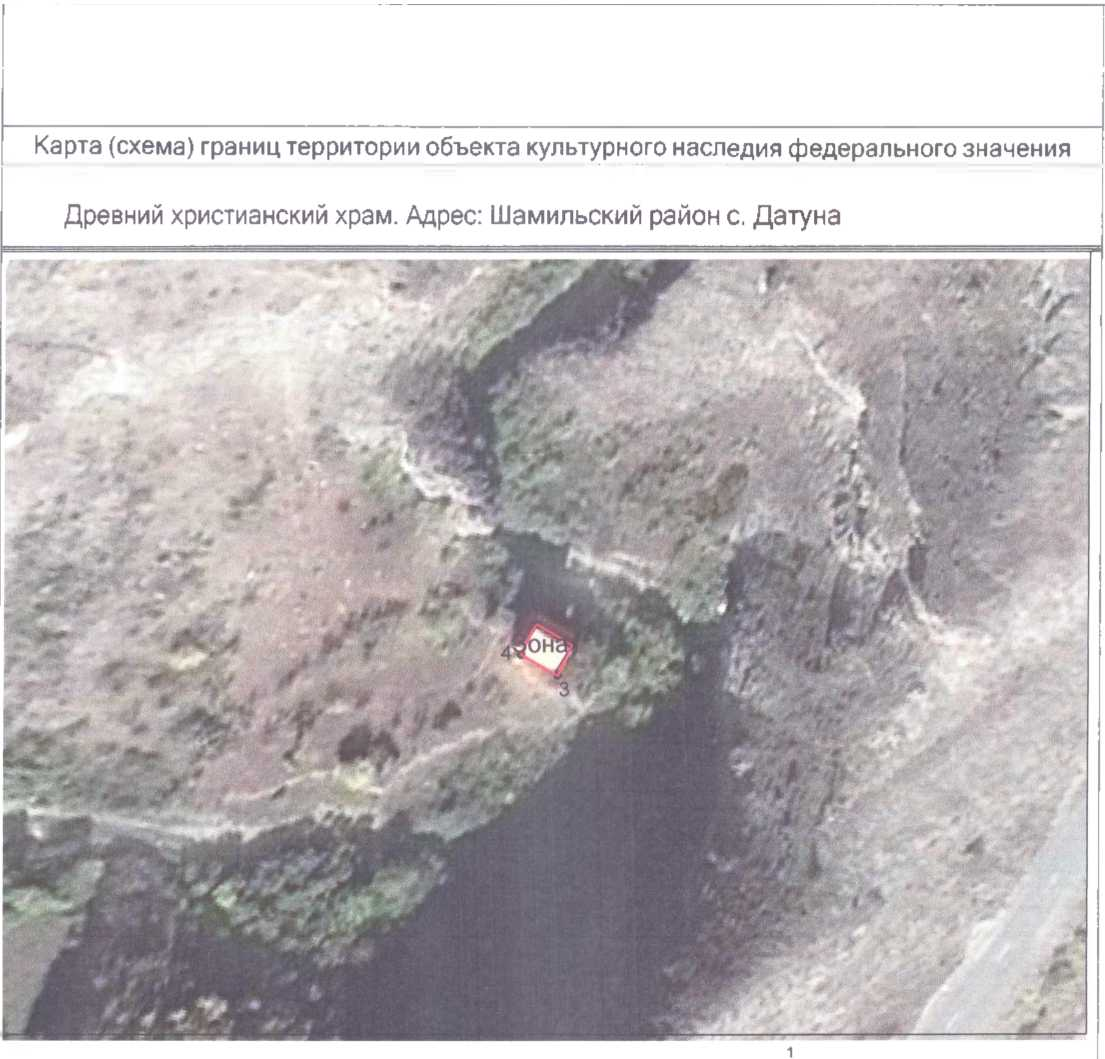 Карта (схема) границ территории объекта культурного наследия федерального значения
Древний христианский храм. Адрес: Шамильский район с. Датуна
4
3
1